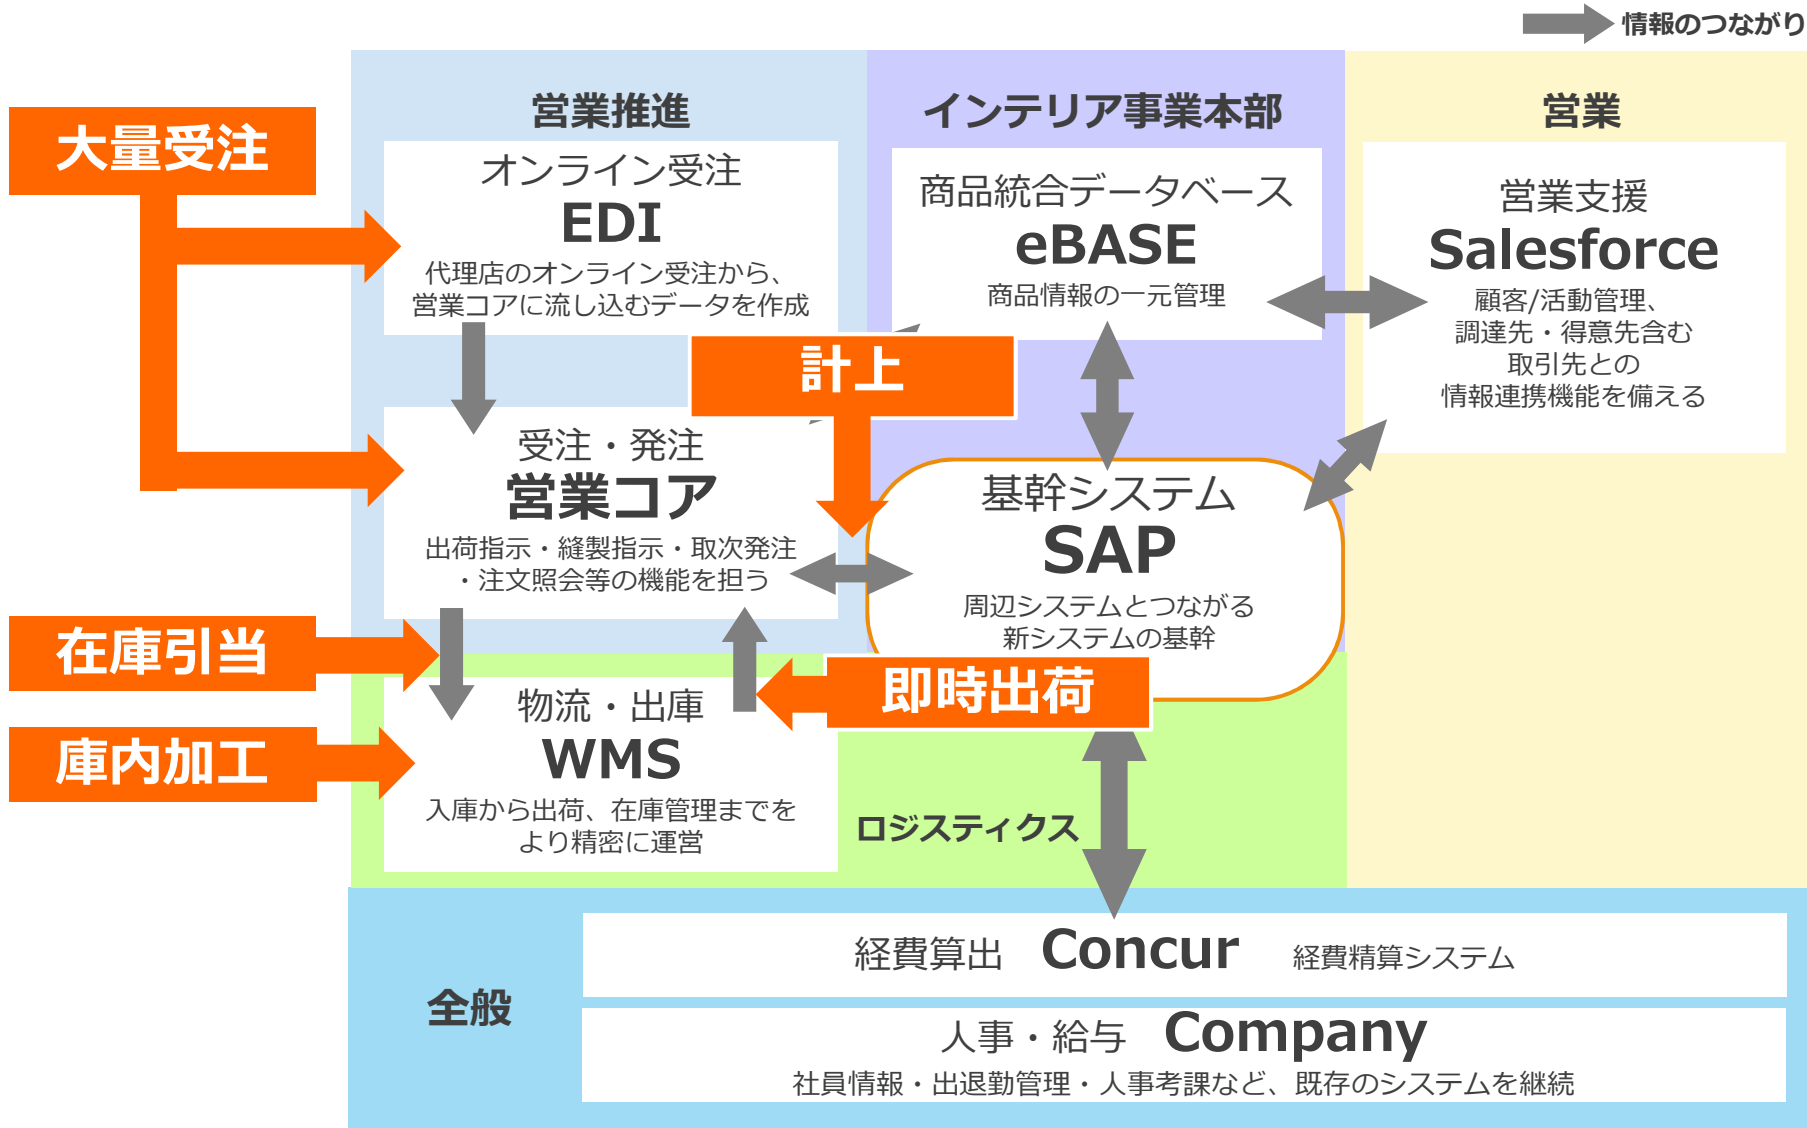 情報のつながり
営業推進
インテリア事業本部
営業
大量受注
オンライン受注
EDI
代理店のオンライン受注から、
営業コアに流し込むデータを作成
商品統合データベース
eBASE
商品情報の一元管理
営業支援
Salesforce
顧客/活動管理、
調達先・得意先含む
取引先との
情報連携機能を備える
計上
受注・発注
営業コア
出荷指示・縫製指示・取次発注
・注文照会等の機能を担う
基幹システム
SAP
周辺システムとつながる
新システムの基幹
在庫引当
即時出荷
庫内加工
物流・出庫
WMS
入庫から出荷、在庫管理までを
より精密に運営
ロジスティクス
全般
経費算出 Concur 経費精算システム
人事・給与 Company
社員情報・出退勤管理・人事考課など、既存のシステムを継続